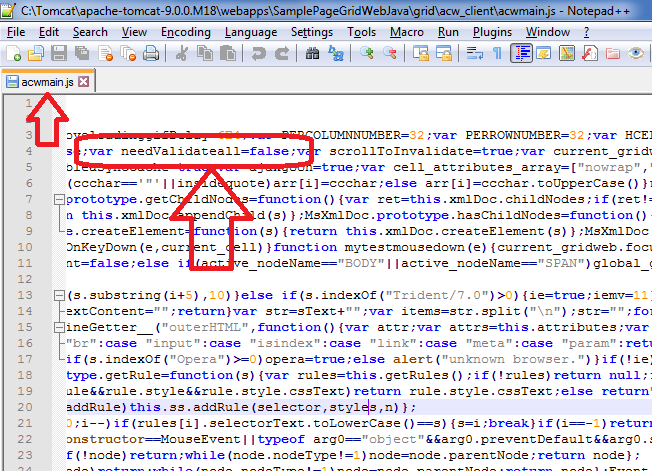 C:\Tomcat\apache-tomcat-9.0.0.M18\webapps\SamplePageGridWebJava\grid\acw_client\acwmain.js - Notepad++
File Edit Search View Encoding Language Settings Tools Macro Run Plugins Window ?
acwmain.js
1
3 PERCOLUMNNUMBER=32;var PERROWNUMBER=32;var HCE
4 se;var needValidateall=false;var scrollToInvalidate=true;var current_gridw
5 =true;var cell_attributes_array=["nowrap",'
6 (ccchar=='"'||insidequote)arr[i]=ccchar;else arr[i]=ccchar.toUpperCase()}r
7 prototype.getChildNodes=function(){var ret=this.xmlDoc.childNodes;if(ret!=
8 n this.xmlDoc.appendChild(s)};MsXmlDoc.prototype.hasChildNodes=function()
9 e.createElement=function(s){return this.xmlDoc.createElement(s)};MsXmlDoc
10 OnKeyDown(e,current_cell)}function mytestmousedown(e){current_gridweb.focu
11 nt=false;else if(active_nodeName=="BODY"||active_nodeName=="SPAN")global_c
12
13 (s.substring(i+5),10)}else if(s.indexOf("Trident/7.0")>0){ie=true;iemv=11}
14 extContent="";return}var str=sText+"";var items=str.split("\n");str="";for
15 ineGetter__("outerHTML",function(){var attr;var attrs=this.attributes;var
16 "br":case "input":case "isindex":case "link":case "meta":case "param":retu
17 if(s.indexOf("Opera")>=0)opera=true;else alert("unknown browser.")}if(!ie)
18 type.getRule=function(s){var rules=this.getRules();if(!rules)return null;i
19 rule&&rule.style&&rule.style.cssText)return rule.style.cssText;else return"
20 addRule)this.ss.addRule(selector,styles,n)};
21 0;i--)if(rules[i].selectorText.toLowerCase()==s){s=i;break}if(i==-1)return
22 onstructor==MouseEvent||typeof arg0=="object"&&arg0.preventDefault&&arg0.s
23 if(!node)return;while(node.nodeType!=1)node=node.parentNode;return node};